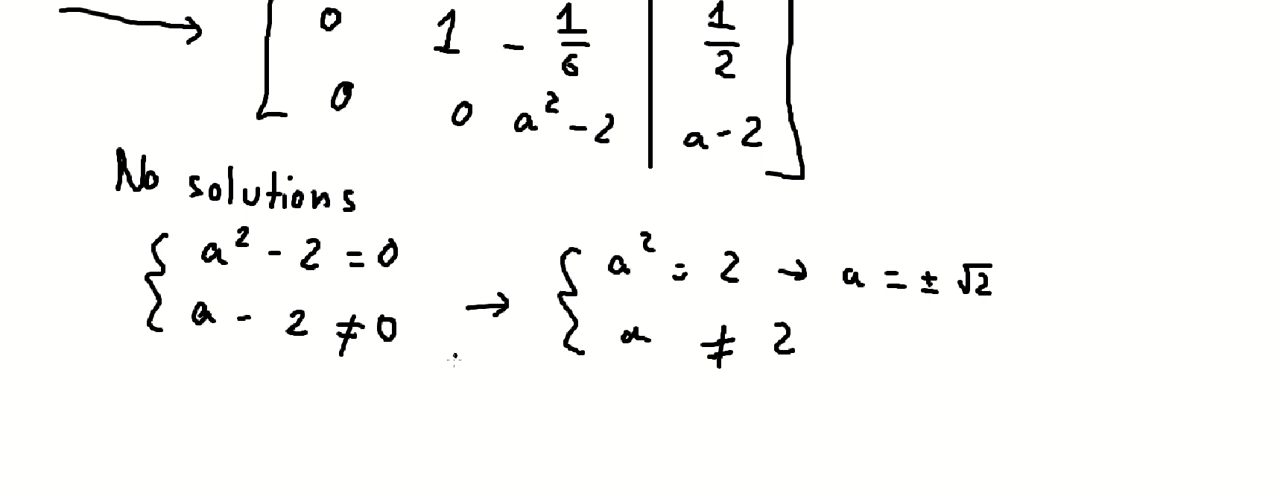 0 1 - 1/6 | 1/2
0 0 a² - 2 | a - 2
No solutions
{ a² - 2 = 0 → { a² = 2 → a = ± √2
a - 2 ≠ 0 a ≠ 2